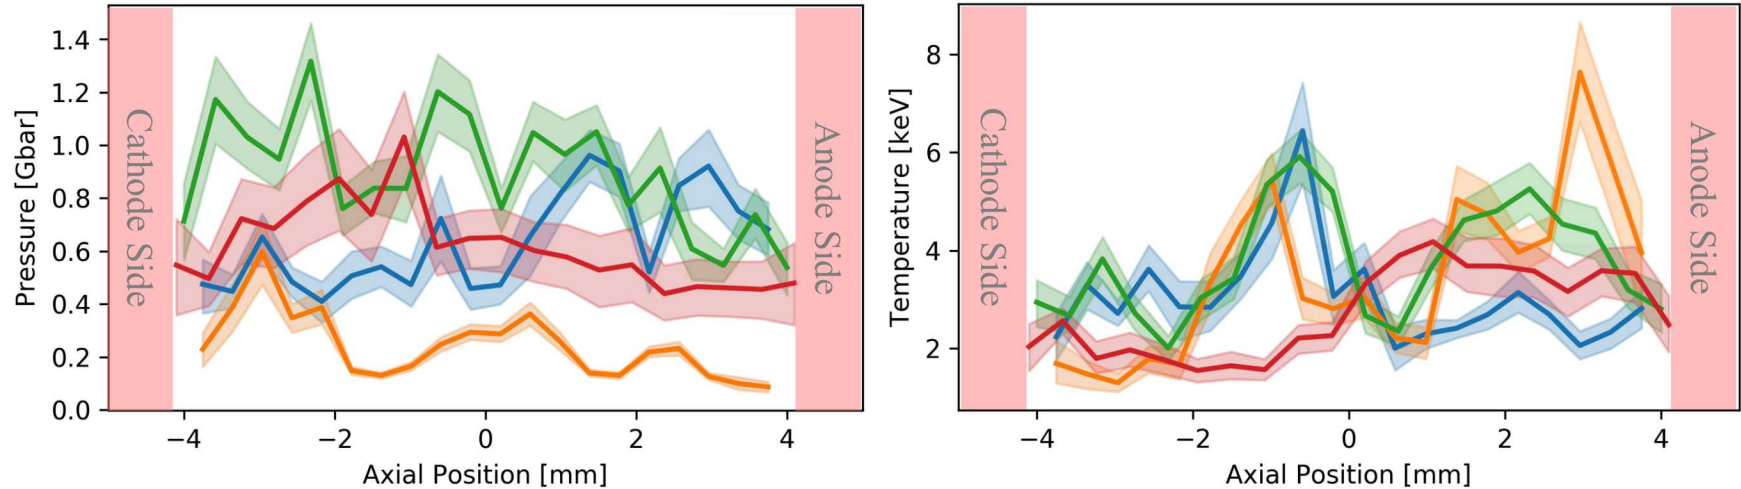 Pressure [Gbar]
1.4
1.2
1.0
0.8
0.6
0.4
0.2
0.0
Cathode Side
Anode Side
−4
−2
0
2
4
Axial Position [mm]
Temperature [keV]
8
6
4
2
Cathode Side
Anode Side
−4
−2
0
2
4
Axial Position [mm]